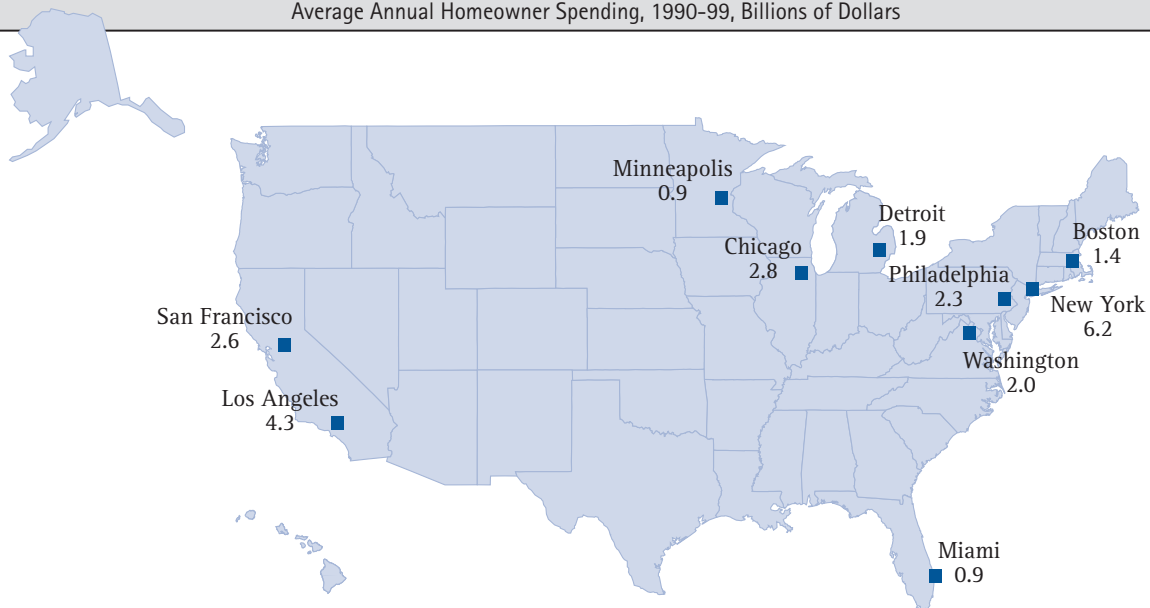 Average Annual Homeowner Spending, 1990-99, Billions of Dollars
Minneapolis
0.9
Detroit
1.9
Boston
1.4
Chicago
2.8
Philadelphia
2.3
New York
6.2
San Francisco
2.6
Washington
2.0
Los Angeles
4.3
Miami
0.9